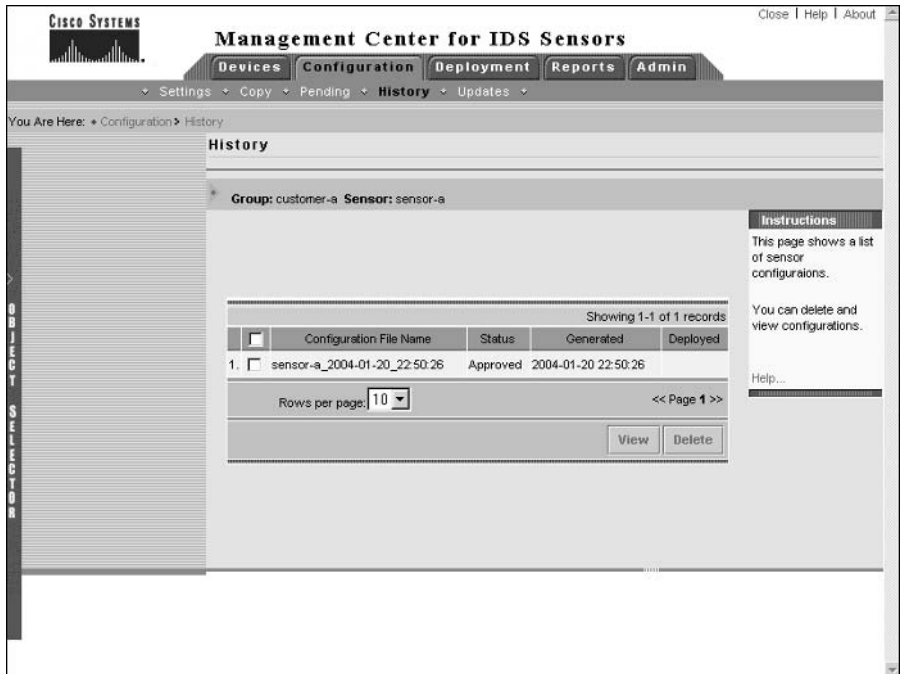 Close | Help | About
CISCO SYSTEMS
Management Center for IDS Sensors
Devices Configuration Deployment Reports Admin
Settings Copy Pending History Updates
You Are Here: • Configuration > History
History
Group: customer-a Sensor: sensor-a
Instructions
This page shows a list
of sensor
configuraions.
You can delete and
view configurations.
Help...
Showing 1-1 of 1 records
Configuration File Name Status Generated Deployed
1. sensor-a_2004-01-20_22:50:26 Approved 2004-01-20 22:50:26
Rows per page: 10 << Page 1 >>
View Delete
OBJECT SELECTOR